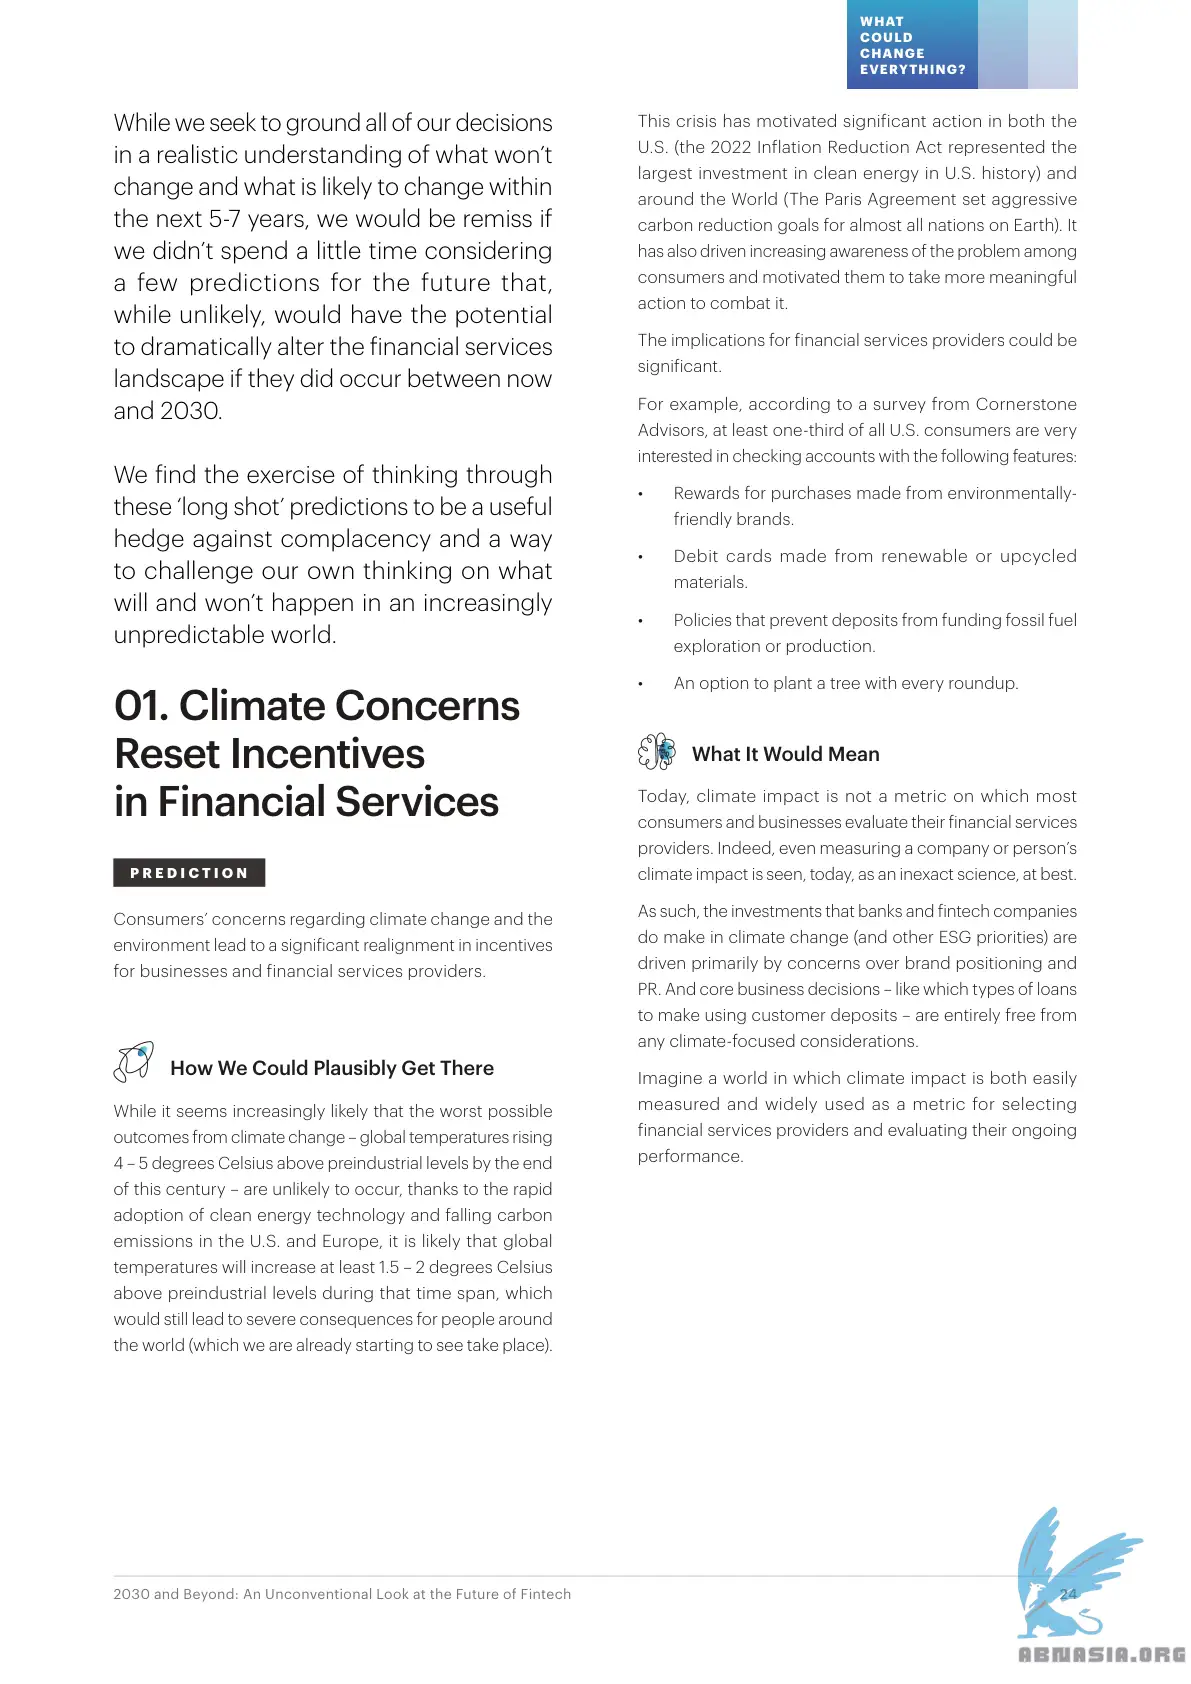 WHAT
COULD
CHANGE
EVERYTHING?
While we seek to ground all of our decisions
in a realistic understanding of what won’t
change and what is likely to change within
the next 5-7 years, we would be remiss if
we didn’t spend a little time considering
a few predictions for the future that,
while unlikely, would have the potential
to dramatically alter the financial services
landscape if they did occur between now
and 2030.
We find the exercise of thinking through
these ‘long shot’ predictions to be a useful
hedge against complacency and a way
to challenge our own thinking on what
will and won’t happen in an increasingly
unpredictable world.
01. Climate Concerns
Reset Incentives
in Financial Services
PREDICTION
Consumers’ concerns regarding climate change and the
environment lead to a significant realignment in incentives
for businesses and financial services providers.
How We Could Plausibly Get There
While it seems increasingly likely that the worst possible
outcomes from climate change – global temperatures rising
4 – 5 degrees Celsius above preindustrial levels by the end
of this century – are unlikely to occur, thanks to the rapid
adoption of clean energy technology and falling carbon
emissions in the U.S. and Europe, it is likely that global
temperatures will increase at least 1.5 – 2 degrees Celsius
above preindustrial levels during that time span, which
would still lead to severe consequences for people around
the world (which we are already starting to see take place).
This crisis has motivated significant action in both the
U.S. (the 2022 Inflation Reduction Act represented the
largest investment in clean energy in U.S. history) and
around the World (The Paris Agreement set aggressive
carbon reduction goals for almost all nations on Earth). It
has also driven increasing awareness of the problem among
consumers and motivated them to take more meaningful
action to combat it.
The implications for financial services providers could be
significant.
For example, according to a survey from Cornerstone
Advisors, at least one-third of all U.S. consumers are very
interested in checking accounts with the following features:
• Rewards for purchases made from environmentally-
friendly brands.
• Debit cards made from renewable or upcycled
materials.
• Policies that prevent deposits from funding fossil fuel
exploration or production.
• An option to plant a tree with every roundup.
What It Would Mean
Today, climate impact is not a metric on which most
consumers and businesses evaluate their financial services
providers. Indeed, even measuring a company or person’s
climate impact is seen, today, as an inexact science, at best.
As such, the investments that banks and fintech companies
do make in climate change (and other ESG priorities) are
driven primarily by concerns over brand positioning and
PR. And core business decisions – like which types of loans
to make using customer deposits – are entirely free from
any climate-focused considerations.
Imagine a world in which climate impact is both easily
measured and widely used as a metric for selecting
financial services providers and evaluating their ongoing
performance.
2030 and Beyond: An Unconventional Look at the Future of Fintech
24
ABNASIA.ORG